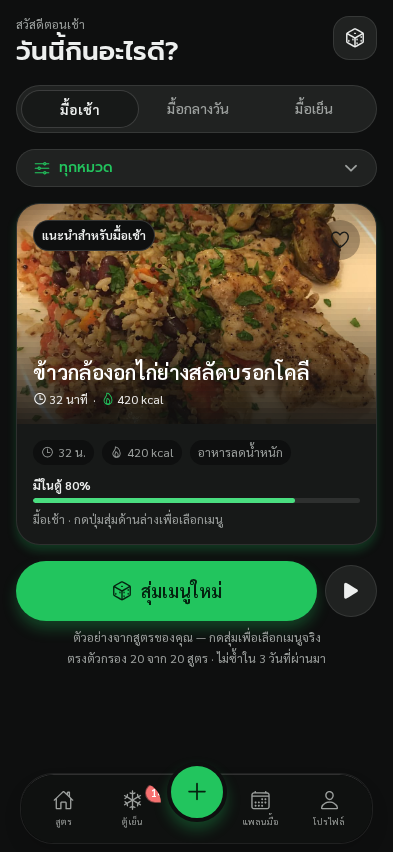 สวัสดีตอนเช้า
วันนี้กินอะไรดี?
มื้อเช้า
มื้อกลางวัน
มื้อเย็น
ทุกหมวด
แนะนำสำหรับมื้อเช้า
ข้าวกล้องอกไก่ย่างสลัดบรอกโคลี
32 นาที · 420 kcal
32 น.
420 kcal
อาหารลดน้ำหนัก
มีในตู้ 80%
มื้อเช้า · กดปุ่มสุ่มด้านล่างเพื่อเลือกเมนู
สุ่มเมนูใหม่
ตัวอย่างจากสูตรของคุณ — กดสุ่มเพื่อเลือกเมนูจริง
ตรงตัวกรอง 20 จาก 20 สูตร · ไม่ซ้ำใน 3 วันที่ผ่านมา
สูตร
ตู้เย็น
แพลนมื้อ
โปรไฟล์